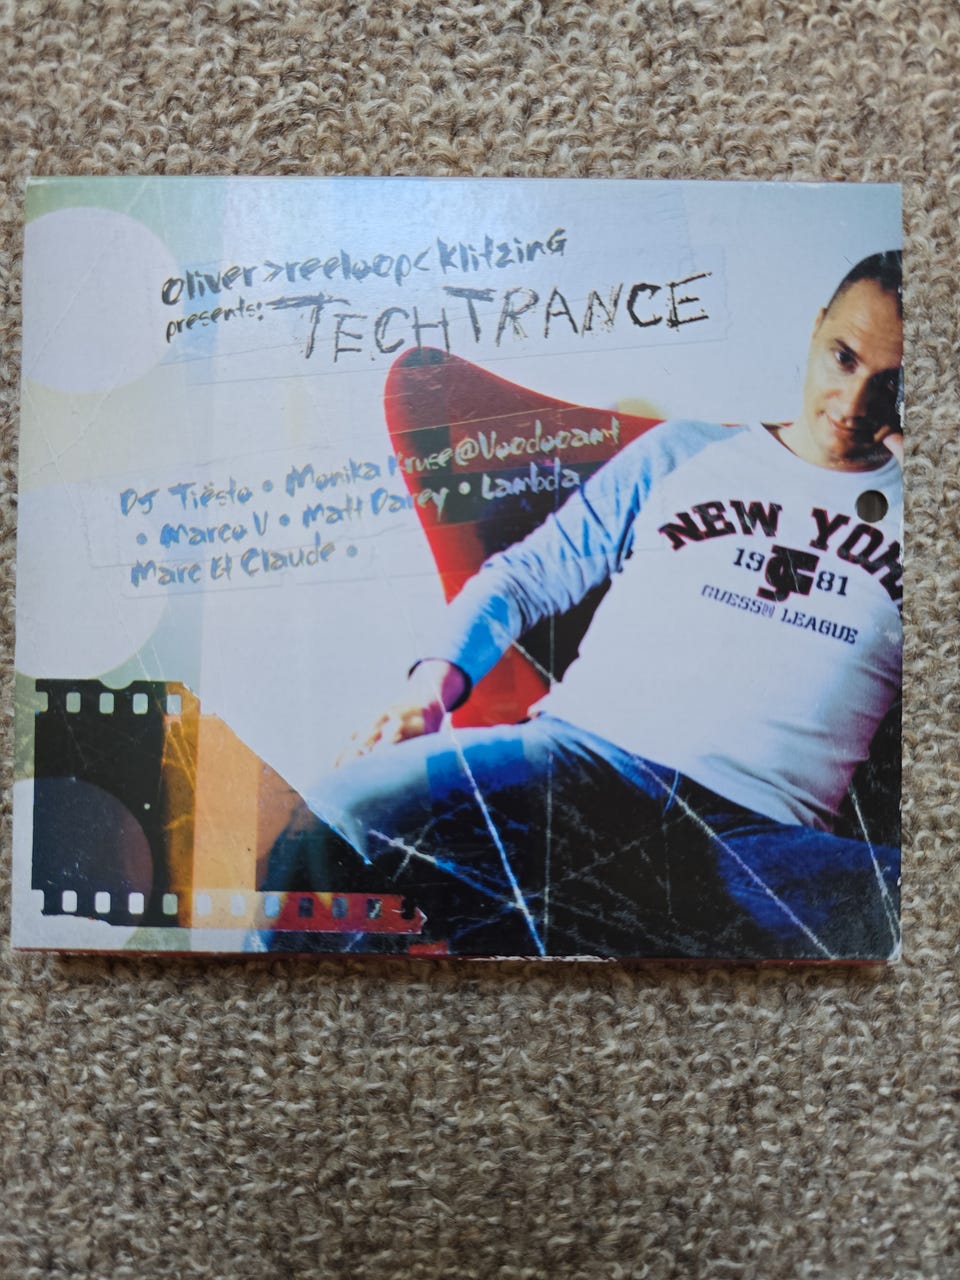 Oliver>reeloop<Klitzing
presents: TECHTRANCE
DJ Tiësto • Monika Kruse@Voodooamt
• Marco V • Matt Darey • Lambda
Marc Et Claude •
NEW YORK
19 81
GUESS LEAGUE